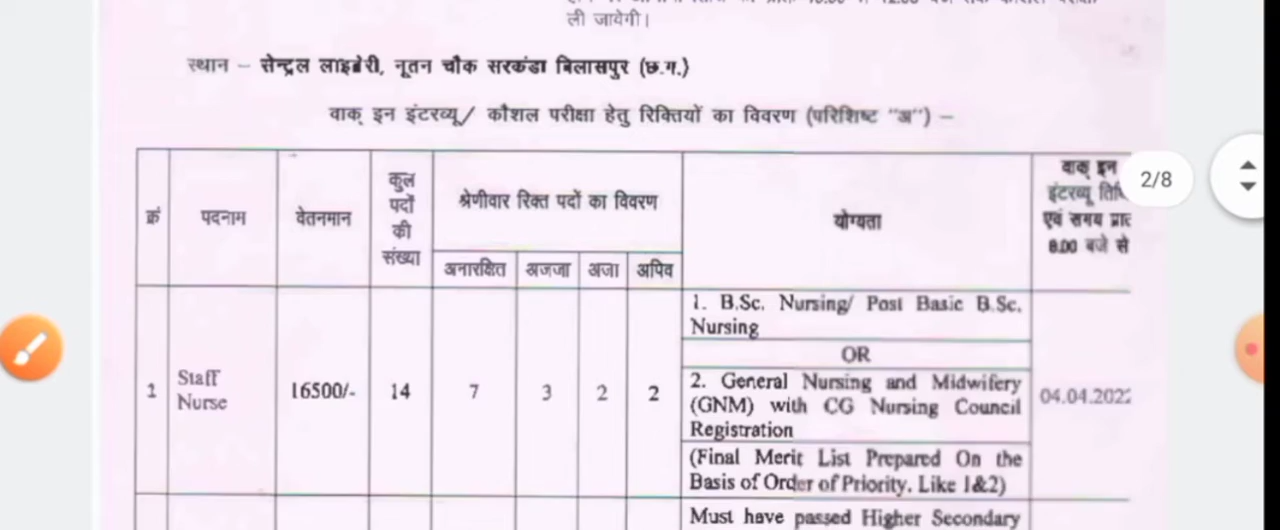 ली जावेगी।
स्थान – सेन्ट्रल लाइब्रेरी, नूतन चौक सरकंडा बिलासपुर (छ.ग.)
वाक् इन इंटरव्यू/ कौशल परीक्षा हेतु रिक्तियों का विवरण (परिशिष्ट "अ") –
क्रं
पदनाम
वेतनमान
कुल
पदों
की
संख्या
श्रेणीवार रिक्त पदों का विवरण
अनारक्षित
अजजा
अजा
अपिव
योग्यता
वाक् इन
इंटरव्यू
एवं समय
8.00 बजे से
2/8
1
Staff
Nurse
16500/-
14
7
3
2
2
1. B.Sc. Nursing/ Post Basic B.Sc.
Nursing
OR
2. General Nursing and Midwifery
(GNM) with CG Nursing Council
Registration
(Final Merit List Prepared On the
Basis of Order of Priority. Like 1&2)
04.04.2022
Must have passed Higher Secondary